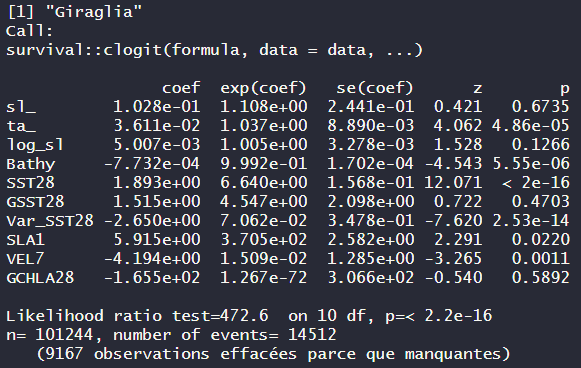 [1] "Giraglia"
Call:
survival::clogit(formula, data = data, ...)
coef exp(coef) se(coef) z p
sl_ 1.028e-01 1.108e+00 2.441e-01 0.421 0.6735
ta_ 3.611e-02 1.037e+00 8.890e-03 4.062 4.86e-05
log_sl 5.007e-03 1.005e+00 3.278e-03 1.528 0.1266
Bathy -7.732e-04 9.992e-01 1.702e-04 -4.543 5.55e-06
SST28 1.893e+00 6.640e+00 1.568e-01 12.071 < 2e-16
GSST28 1.515e+00 4.547e+00 2.098e+00 0.722 0.4703
Var_SST28 -2.650e+00 7.062e-02 3.478e-01 -7.620 2.53e-14
SLA1 5.915e+00 3.705e+02 2.582e+00 2.291 0.0220
VEL7 -4.194e+00 1.509e-02 1.285e+00 -3.265 0.0011
GCHLA28 -1.655e+02 1.267e-72 3.066e+02 -0.540 0.5892
Likelihood ratio test=472.6 on 10 df, p=< 2.2e-16
n= 101244, number of events= 14512
(9167 observations effacées parce que manquantes)